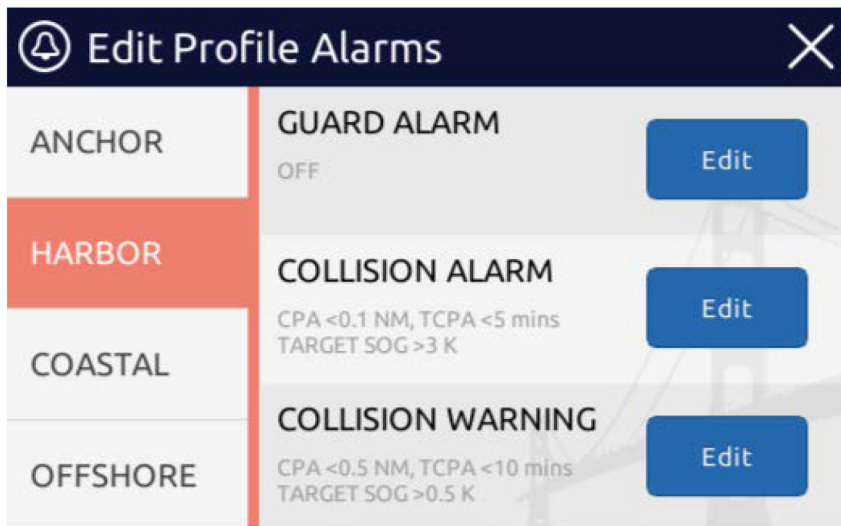 Edit Profile Alarms
ANCHOR
HARBOR
COASTAL
OFFSHORE
GUARD ALARM
OFF
Edit
COLLISION ALARM
CPA <0.1 NM, TCPA <5 mins
TARGET SOG >3 K
Edit
COLLISION WARNING
CPA <0.5 NM, TCPA <10 mins
TARGET SOG >0.5 K
Edit